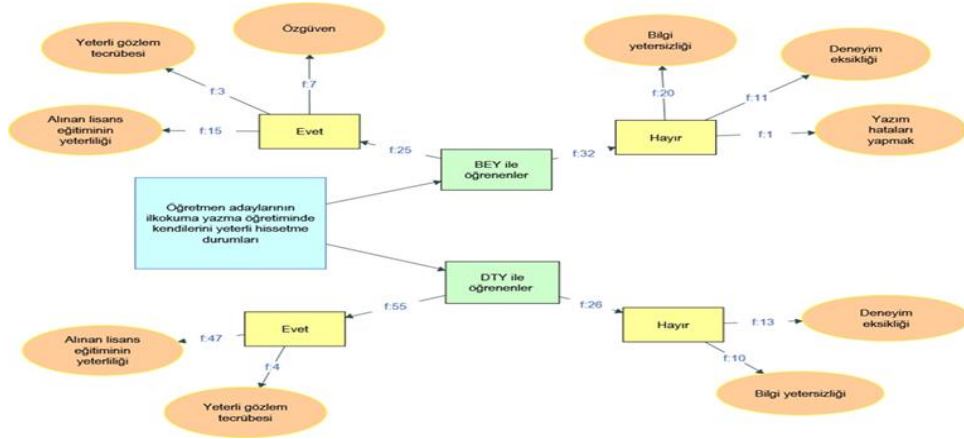 Yeterli gözlem
tecrübesi
Özgüven
Bilgi
yetersizliği
Deneyim
eksikliği
f:3
f:7
f:20
f:11
Alınan lisans
eğitiminin
yeterliliği
f:15
Evet
Hayır
f:1
Yazım
hataları
yapmak
f:25
BEY ile
öğrenenler
f:32
Öğretmen adaylarının
ilkokuma yazma öğretiminde
kendilerini yeterli hissetme
durumları
DTY ile
öğrenenler
f:55
f:26
Alınan lisans
eğitiminin
yeterliliği
f:47
Evet
Hayır
f:13
Deneyim
eksikliği
f:4
f:10
Yeterli gözlem
tecrübesi
Bilgi yetersizliği